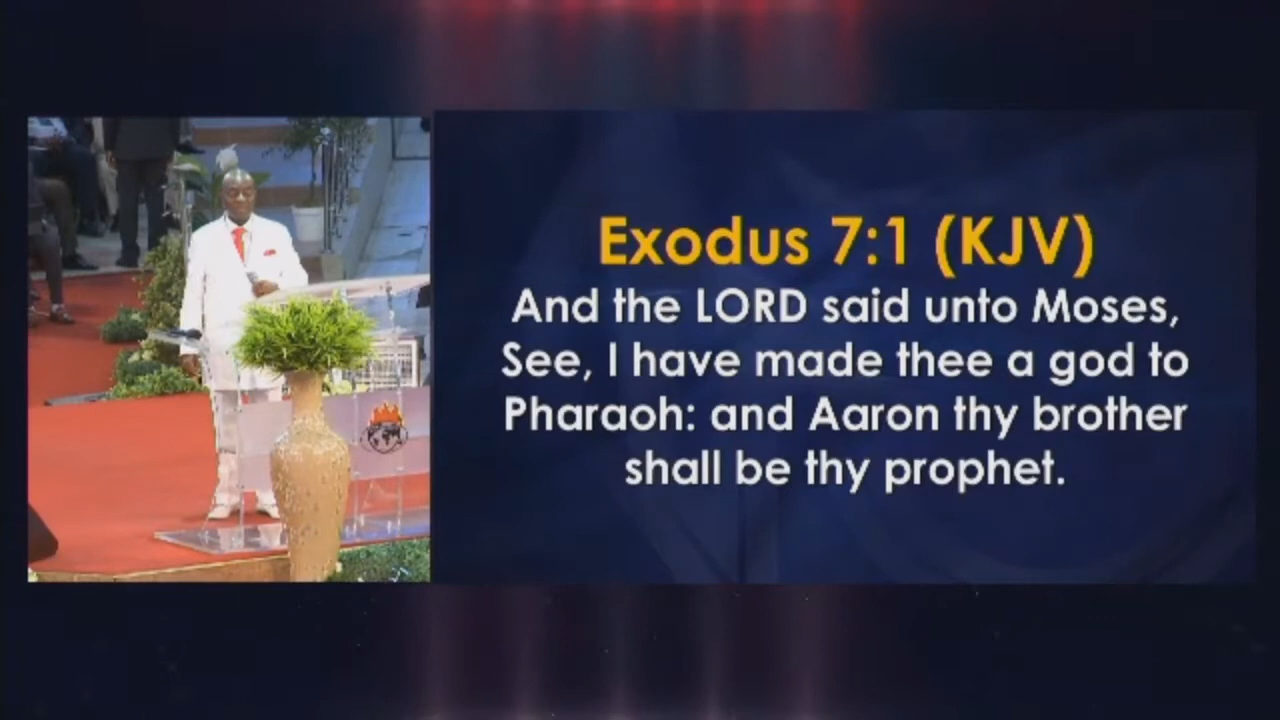 Exodus 7:1 (KJV)
And the LORD said unto Moses,
See, I have made thee a god to
Pharaoh: and Aaron thy brother
shall be thy prophet.